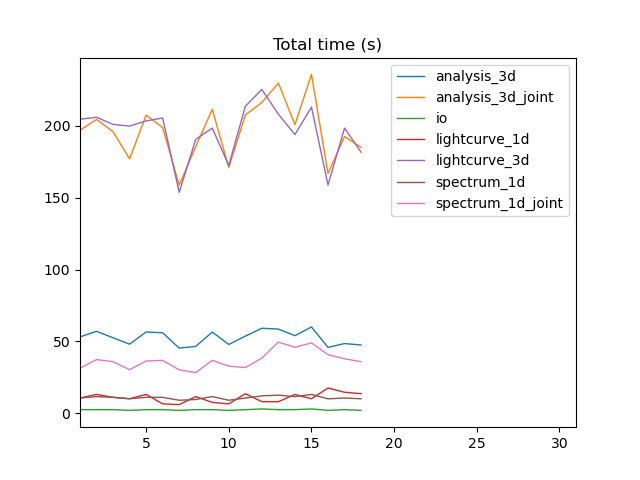 Total time (s)
analysis_3d
analysis_3d_joint
io
lightcurve_1d
lightcurve_3d
spectrum_1d
spectrum_1d_joint
200
150
100
50
0
5 10 15 20 25 30